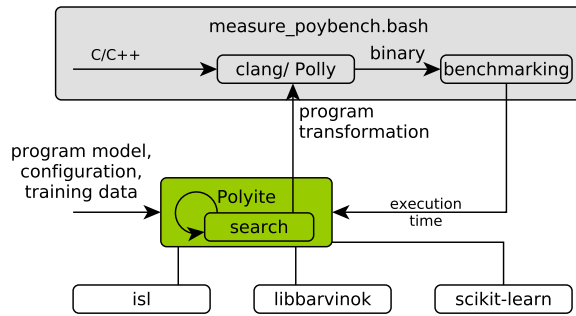 measure_poybench.bash
C/C++
clang/ Polly
binary
benchmarking
program
transformation
program model,
configuration,
training data
Polyite
search
execution
time
isl
libbarvinok
scikit-learn